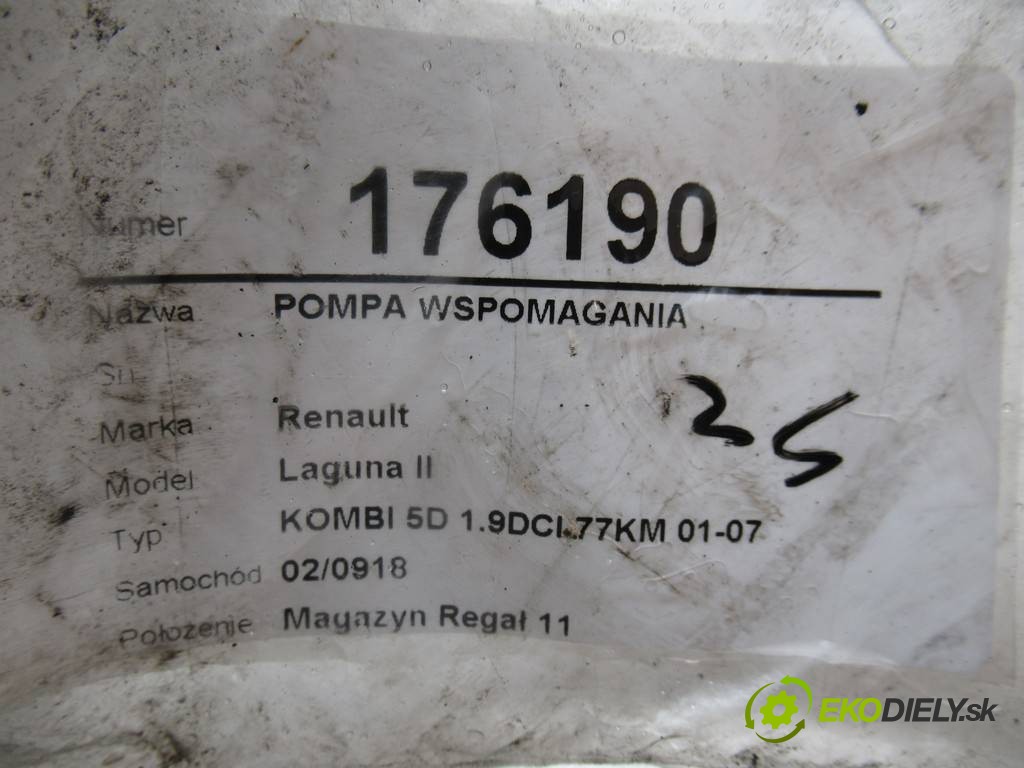 Numer 176190
Nazwa POMPA WSPOMAGANIA
Sn
Marka Renault
Model Laguna II
Typ KOMBI 5D 1.9DCI.77KM 01-07
Samochód 02/0918
Położenie Magazyn Regał 11
25
EKODIELY.sk